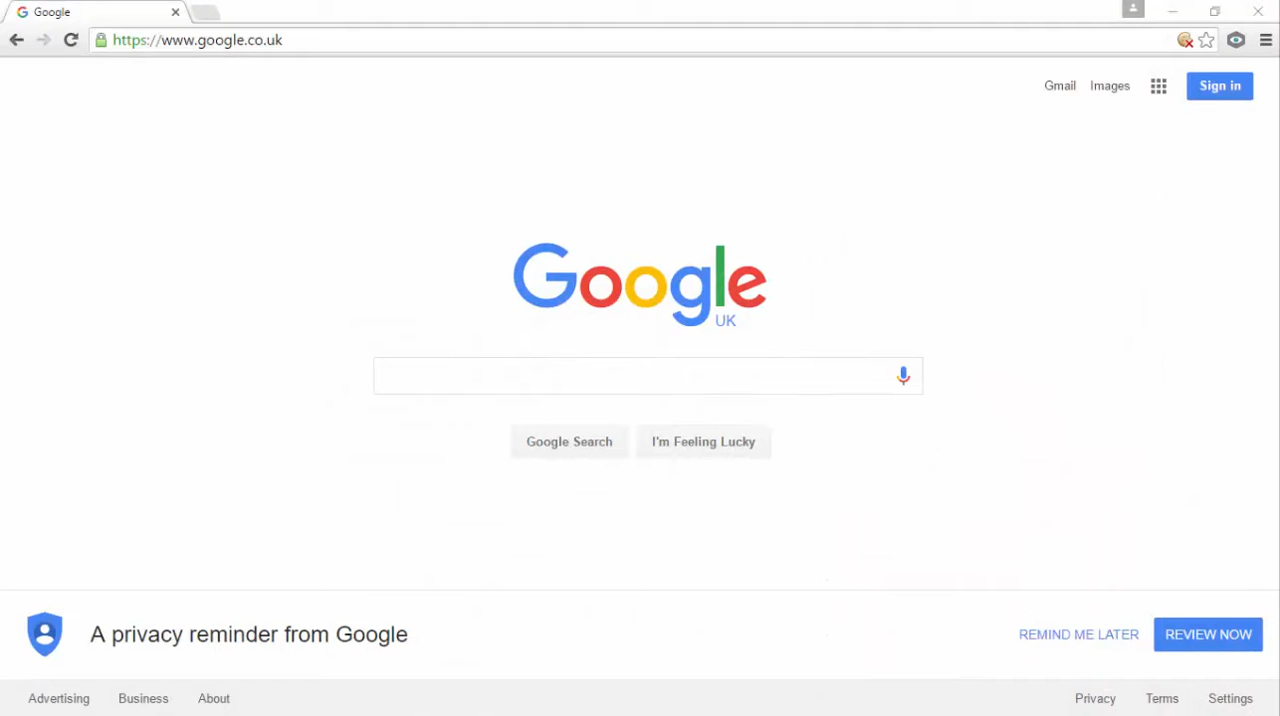 Google
https://www.google.co.uk
Gmail Images Sign in
Google
UK
Google Search I'm Feeling Lucky
A privacy reminder from Google REMIND ME LATER REVIEW NOW
Advertising Business About Privacy Terms Settings